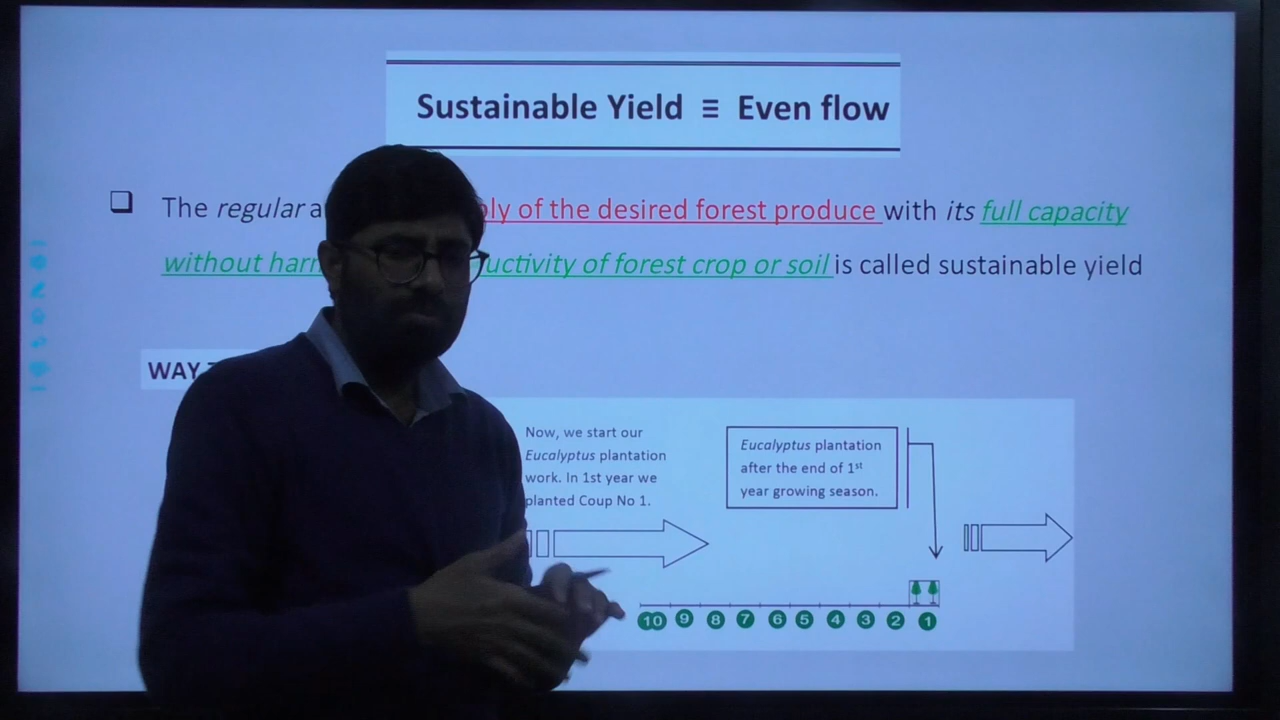 Sustainable Yield ≡ Even flow
The regular of the desired forest produce with its full capacity
without of forest crop or soil is called sustainable yield
WAY
Now, we start our
Eucalyptus plantation
work. In 1st year we
planted Coup No 1.
Eucalyptus plantation
after the end of 1st
year growing season.
10 9 8 7 6 5 4 3 2 1